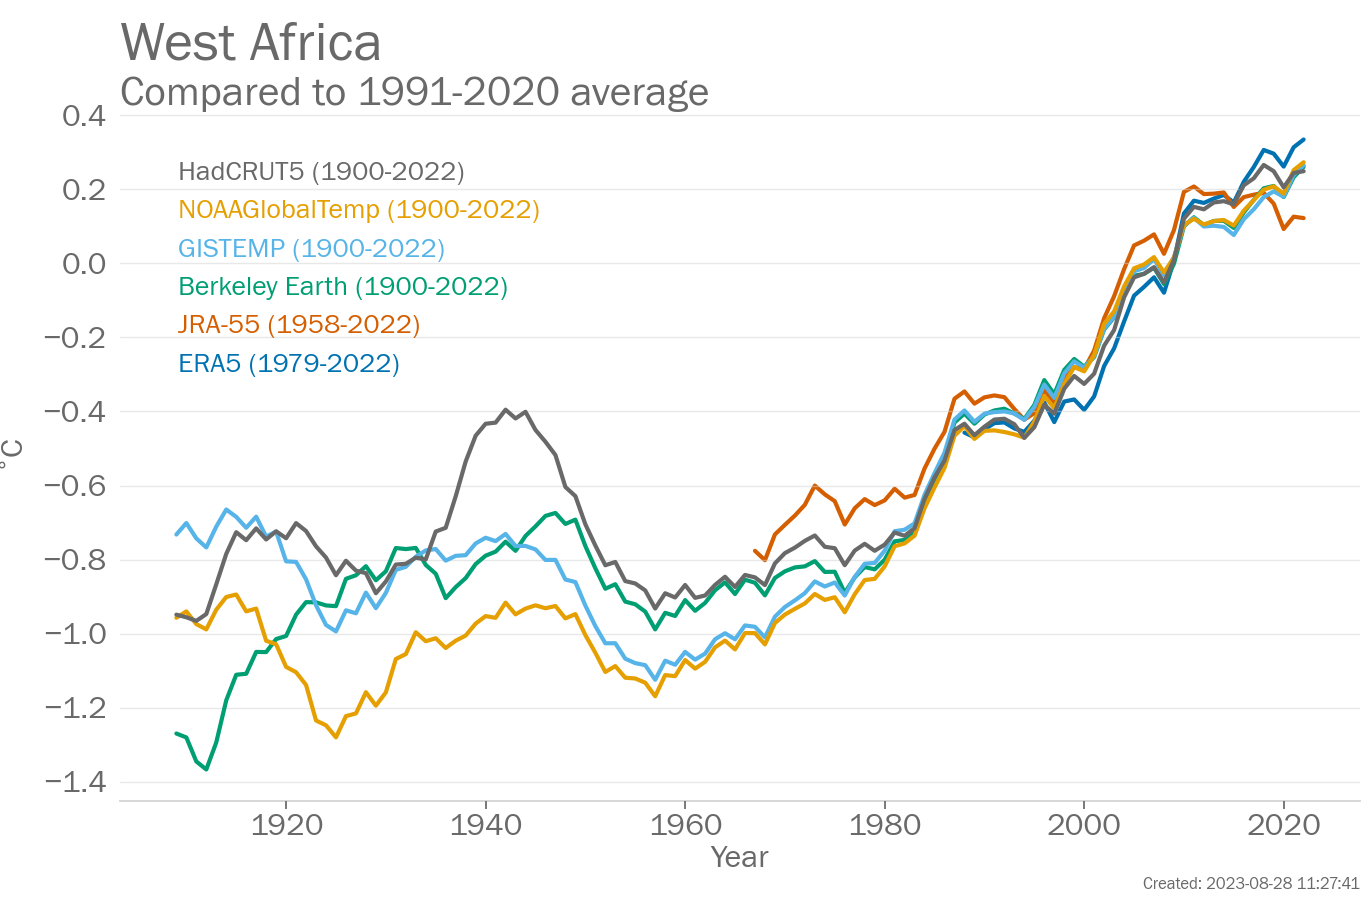 West Africa
Compared to 1991-2020 average
0.4
0.2
0.0
−0.2
−0.4
−0.6
−0.8
−1.0
−1.2
−1.4
°C
HadCRUT5 (1900-2022)
NOAAGlobalTemp (1900-2022)
GISTEMP (1900-2022)
Berkeley Earth (1900-2022)
JRA-55 (1958-2022)
ERA5 (1979-2022)
1920 1940 1960 1980 2000 2020
Year
Created: 2023-08-28 11:27:41